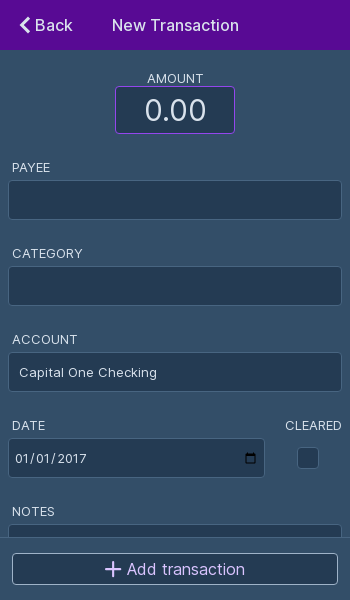 Back
New Transaction
AMOUNT
0.00
PAYEE
CATEGORY
ACCOUNT
Capital One Checking
DATE
CLEARED
01/01/2017
NOTES
Add transaction